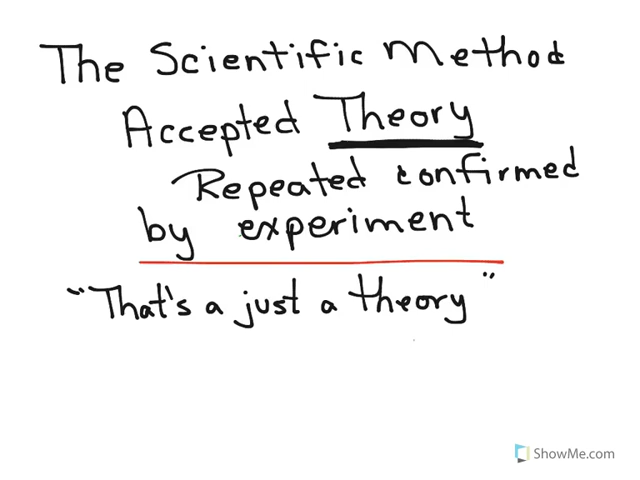 The Scientific Method
Accepted Theory
Repeated confirmed
by experiment
"That's a just a theory"
ShowMe.com